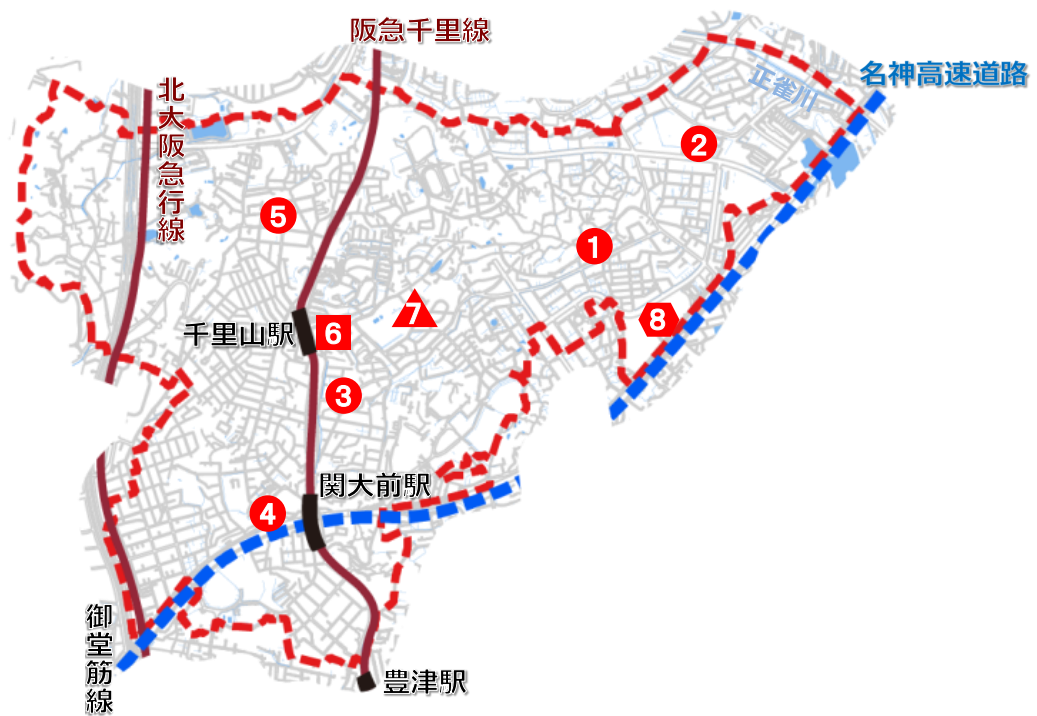 阪急千里線
名神高速道路
正雀川
北大阪急行線
2
5
1
7
8
千里山駅
6
3
関大前駅
4
御堂筋線
豊津駅